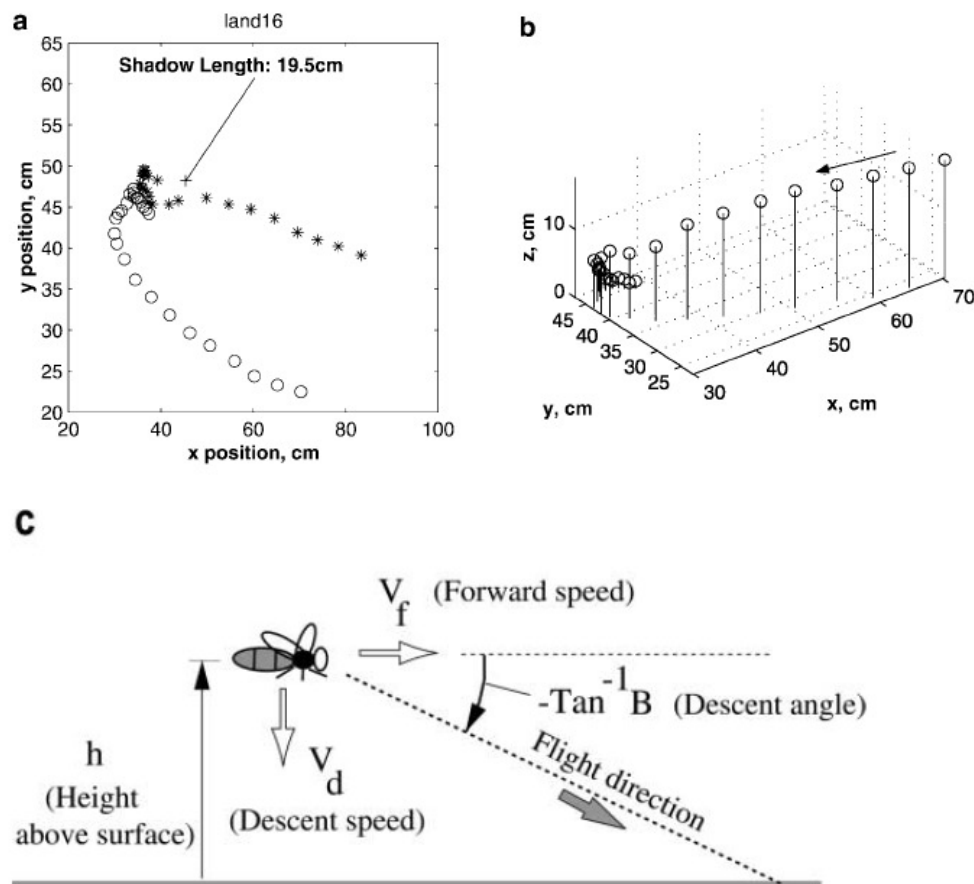 a
land16
65
60
55
50
45
40
35
30
25
20
Shadow Length: 19.5cm
y position, cm
20 40 60 80 100
x position, cm
b
10
0
z, cm
45
40
35
30
25
y, cm
30
40
50
60
70
x, cm
c
V
f
(Forward speed)
-Tan
-1
B
(Descent angle)
h
(Height
above surface)
V
d
(Descent speed)
Flight direction